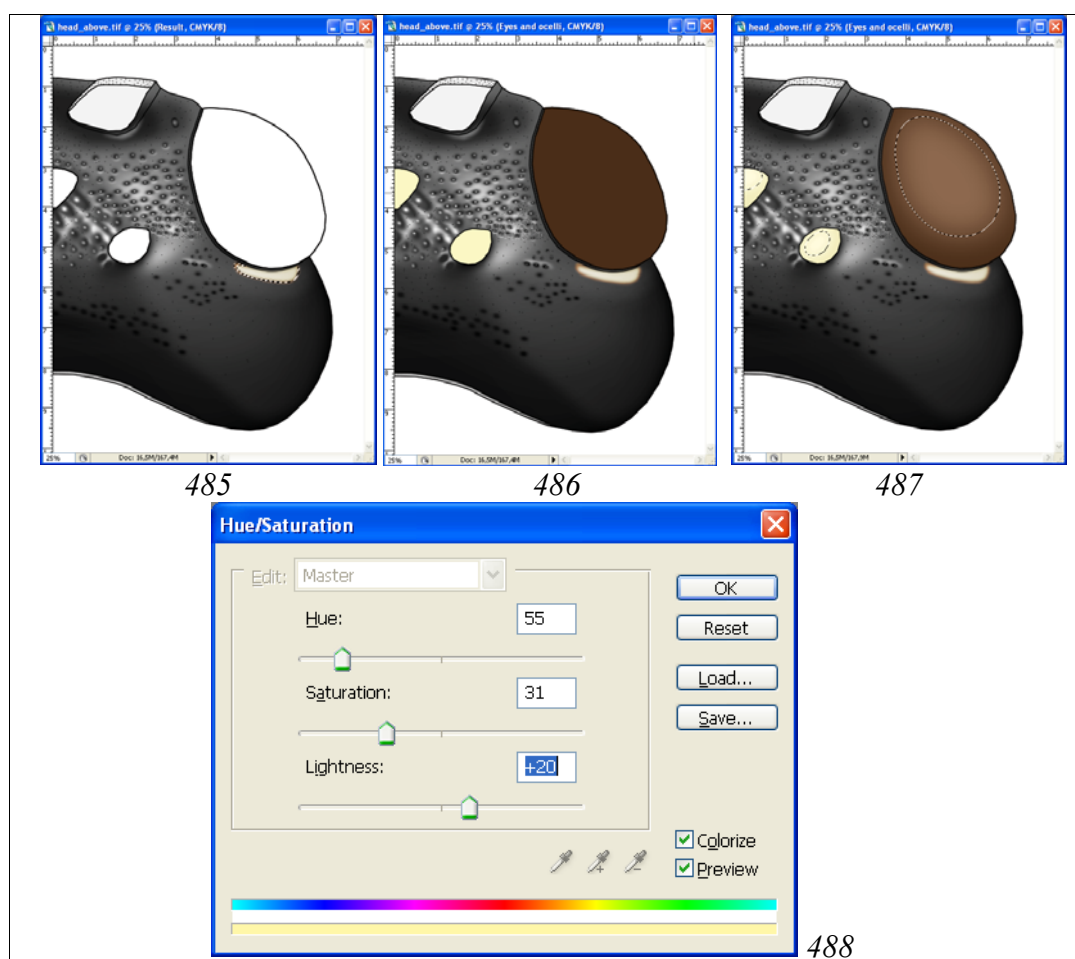 head_above.tif @ 25% (Result, CMYK/8)
head_above.tif @ 25% (Eyes and ocelli, CMYK/8)
head_above.tif @ 25% (Eyes and ocelli, CMYK/8)
25% Doc: 16,5M/167,4M
25% Doc: 16,5M/167,4M
25% Doc: 16,5M/167,9M
485
486
487
Hue/Saturation
Edit: Master
OK
Hue: 55
Reset
Load...
Saturation: 31
Save...
Lightness: +20
Colorize
Preview
488